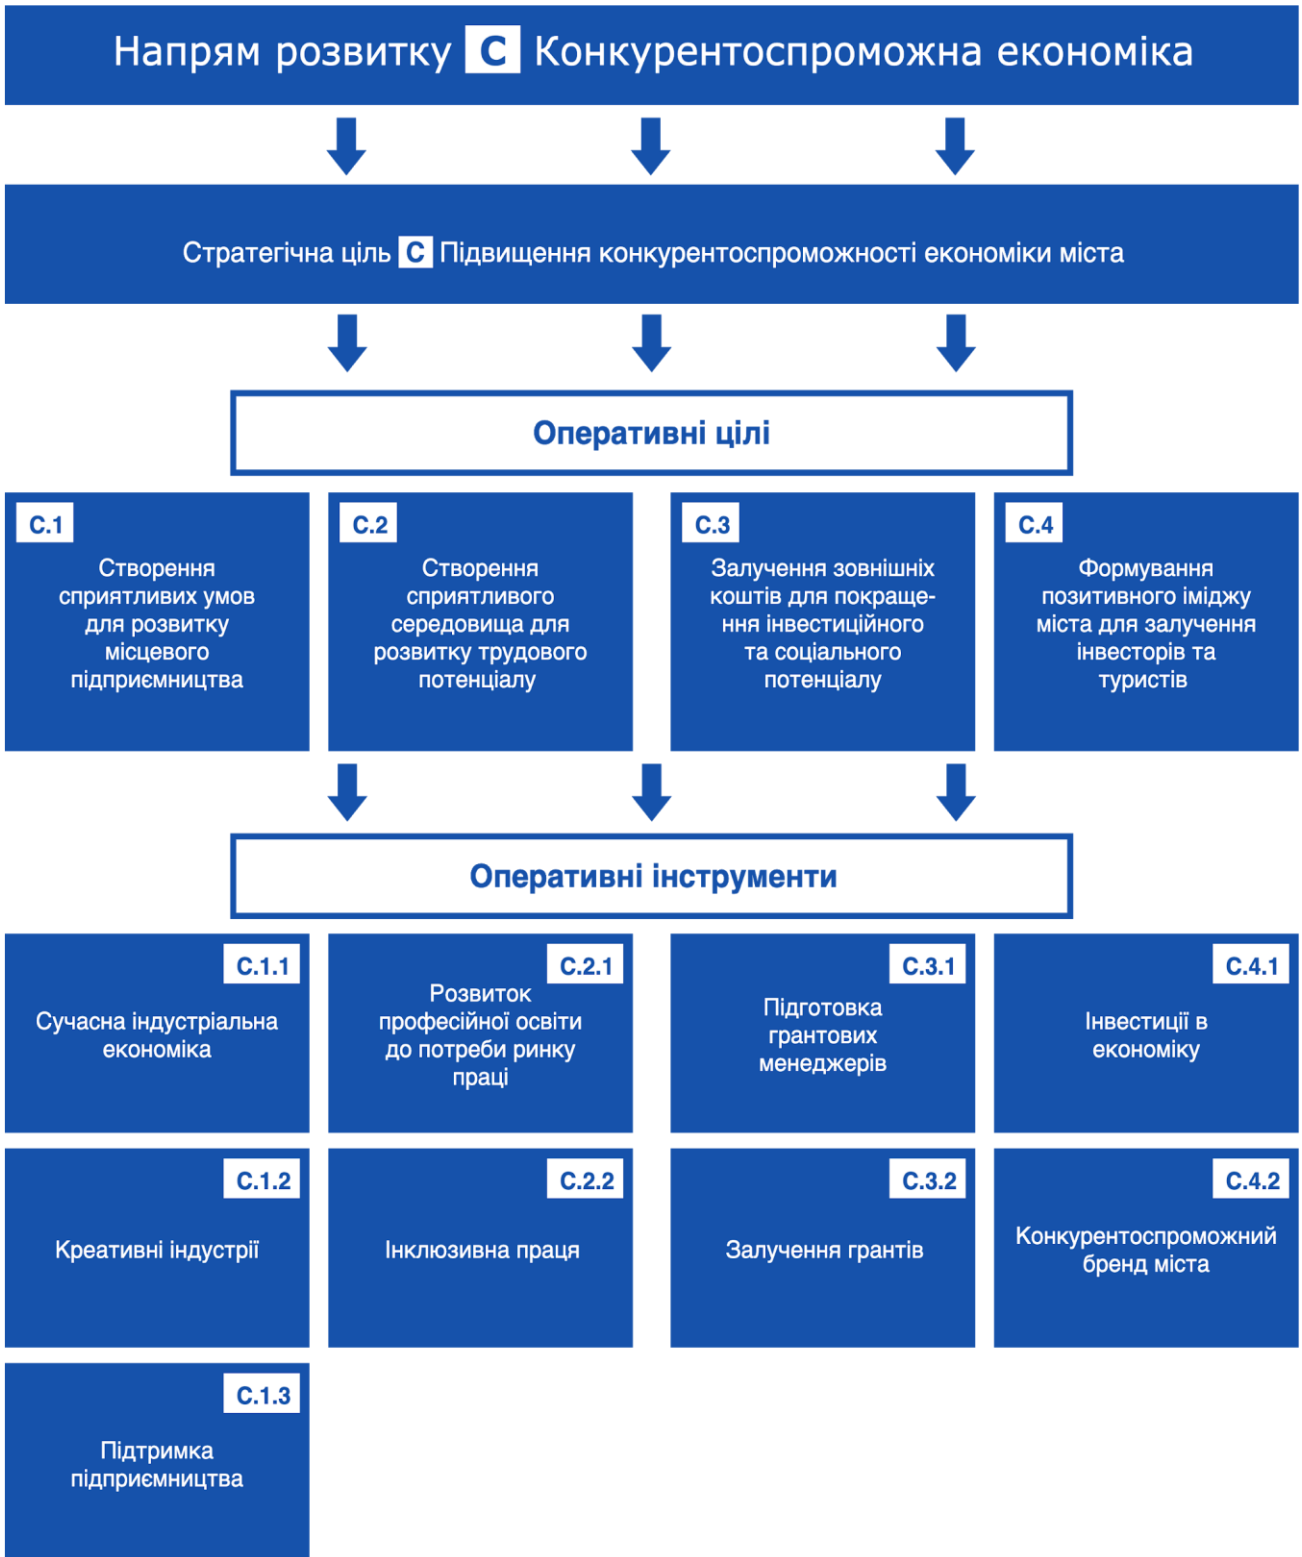 Напрям розвитку С Конкурентоспроможна економіка
Стратегічна ціль С Підвищення конкурентоспроможності економіки міста
Оперативні цілі
С.1
Створення
сприятливих умов
для розвитку
місцевого
підприємництва
С.2
Створення
сприятливого
середовища для
розвитку трудового
потенціалу
С.3
Залучення зовнішніх
коштів для покраще-
ння інвестиційного
та соціального
потенціалу
С.4
Формування
позитивного іміджу
міста для залучення
інвесторів та
туристів
Оперативні інструменти
С.1.1
Сучасна індустріальна
економіка
С.2.1
Розвиток
професійної освіти
до потреби ринку
праці
С.3.1
Підготовка
грантових
менеджерів
С.4.1
Інвестиції в
економіку
С.1.2
Креативні індустрії
С.2.2
Інклюзивна праця
С.3.2
Залучення грантів
С.4.2
Конкурентоспроможний
бренд міста
С.1.3
Підтримка
підприємництва